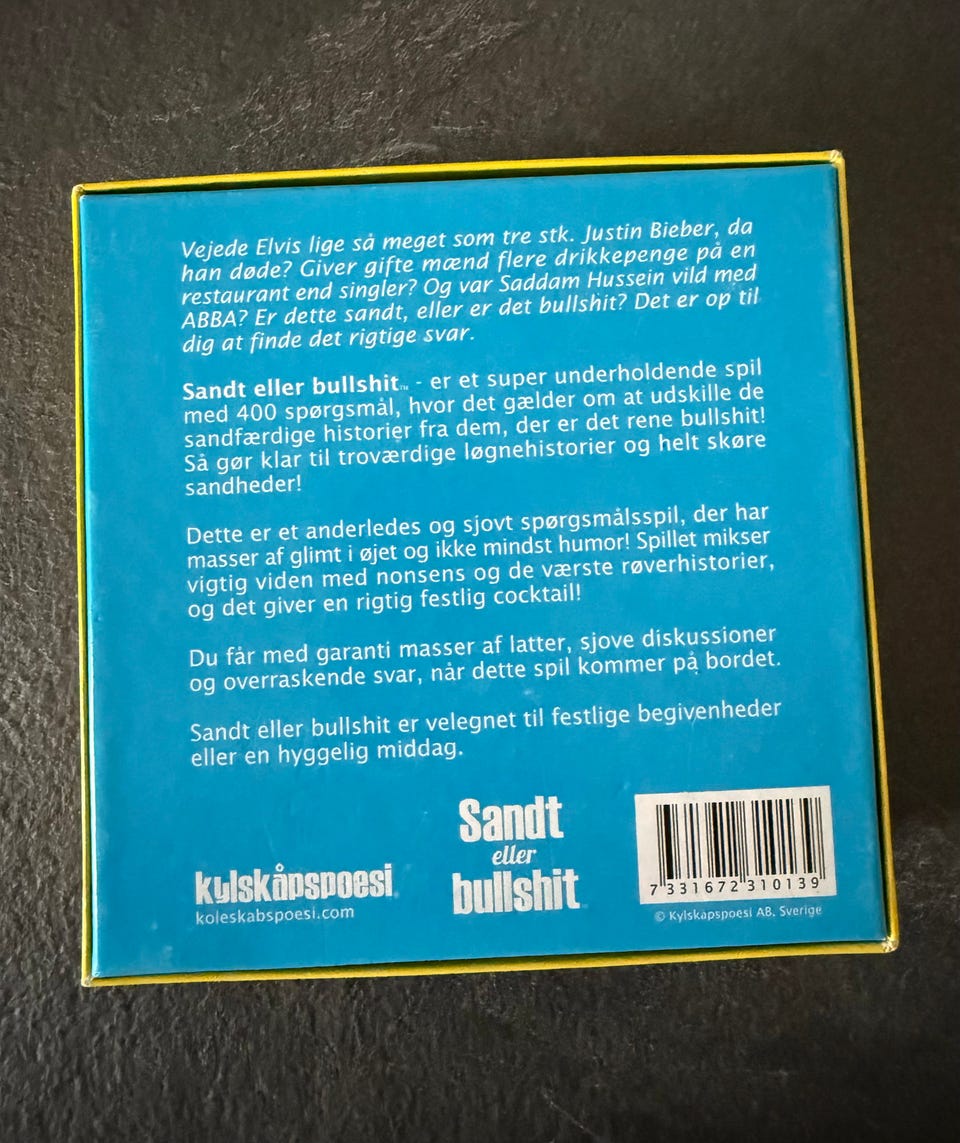 Vejede Elvis lige så meget som tre stk. Justin Bieber, da
han døde? Giver gifte mænd flere drikkepenge på en
restaurant end singler? Og var Saddam Hussein vild med
ABBA? Er dette sandt, eller er det bullshit? Det er op til
dig at finde det rigtige svar.
Sandt eller bullshit™ - er et super underholdende spil
med 400 spørgsmål, hvor det gælder om at udskille de
sandfærdige historier fra dem, der er det rene bullshit!
Så gør klar til troværdige løgnehistorier og helt skøre
sandheder!
Dette er et anderledes og sjovt spørgsmålsspil, der har
masser af glimt i øjet og ikke mindst humor! Spillet mikser
vigtig viden med nonsens og de værste røverhistorier,
og det giver en rigtig festlig cocktail!
Du får med garanti masser af latter, sjove diskussioner
og overraskende svar, når dette spil kommer på bordet.
Sandt eller bullshit er velegnet til festlige begivenheder
eller en hyggelig middag.
kylskåpspoesi
koleskabspoesi.com
Sandt
eller
bullshit
7 331672 310139
© Kylskåpspoesi AB, Sverige